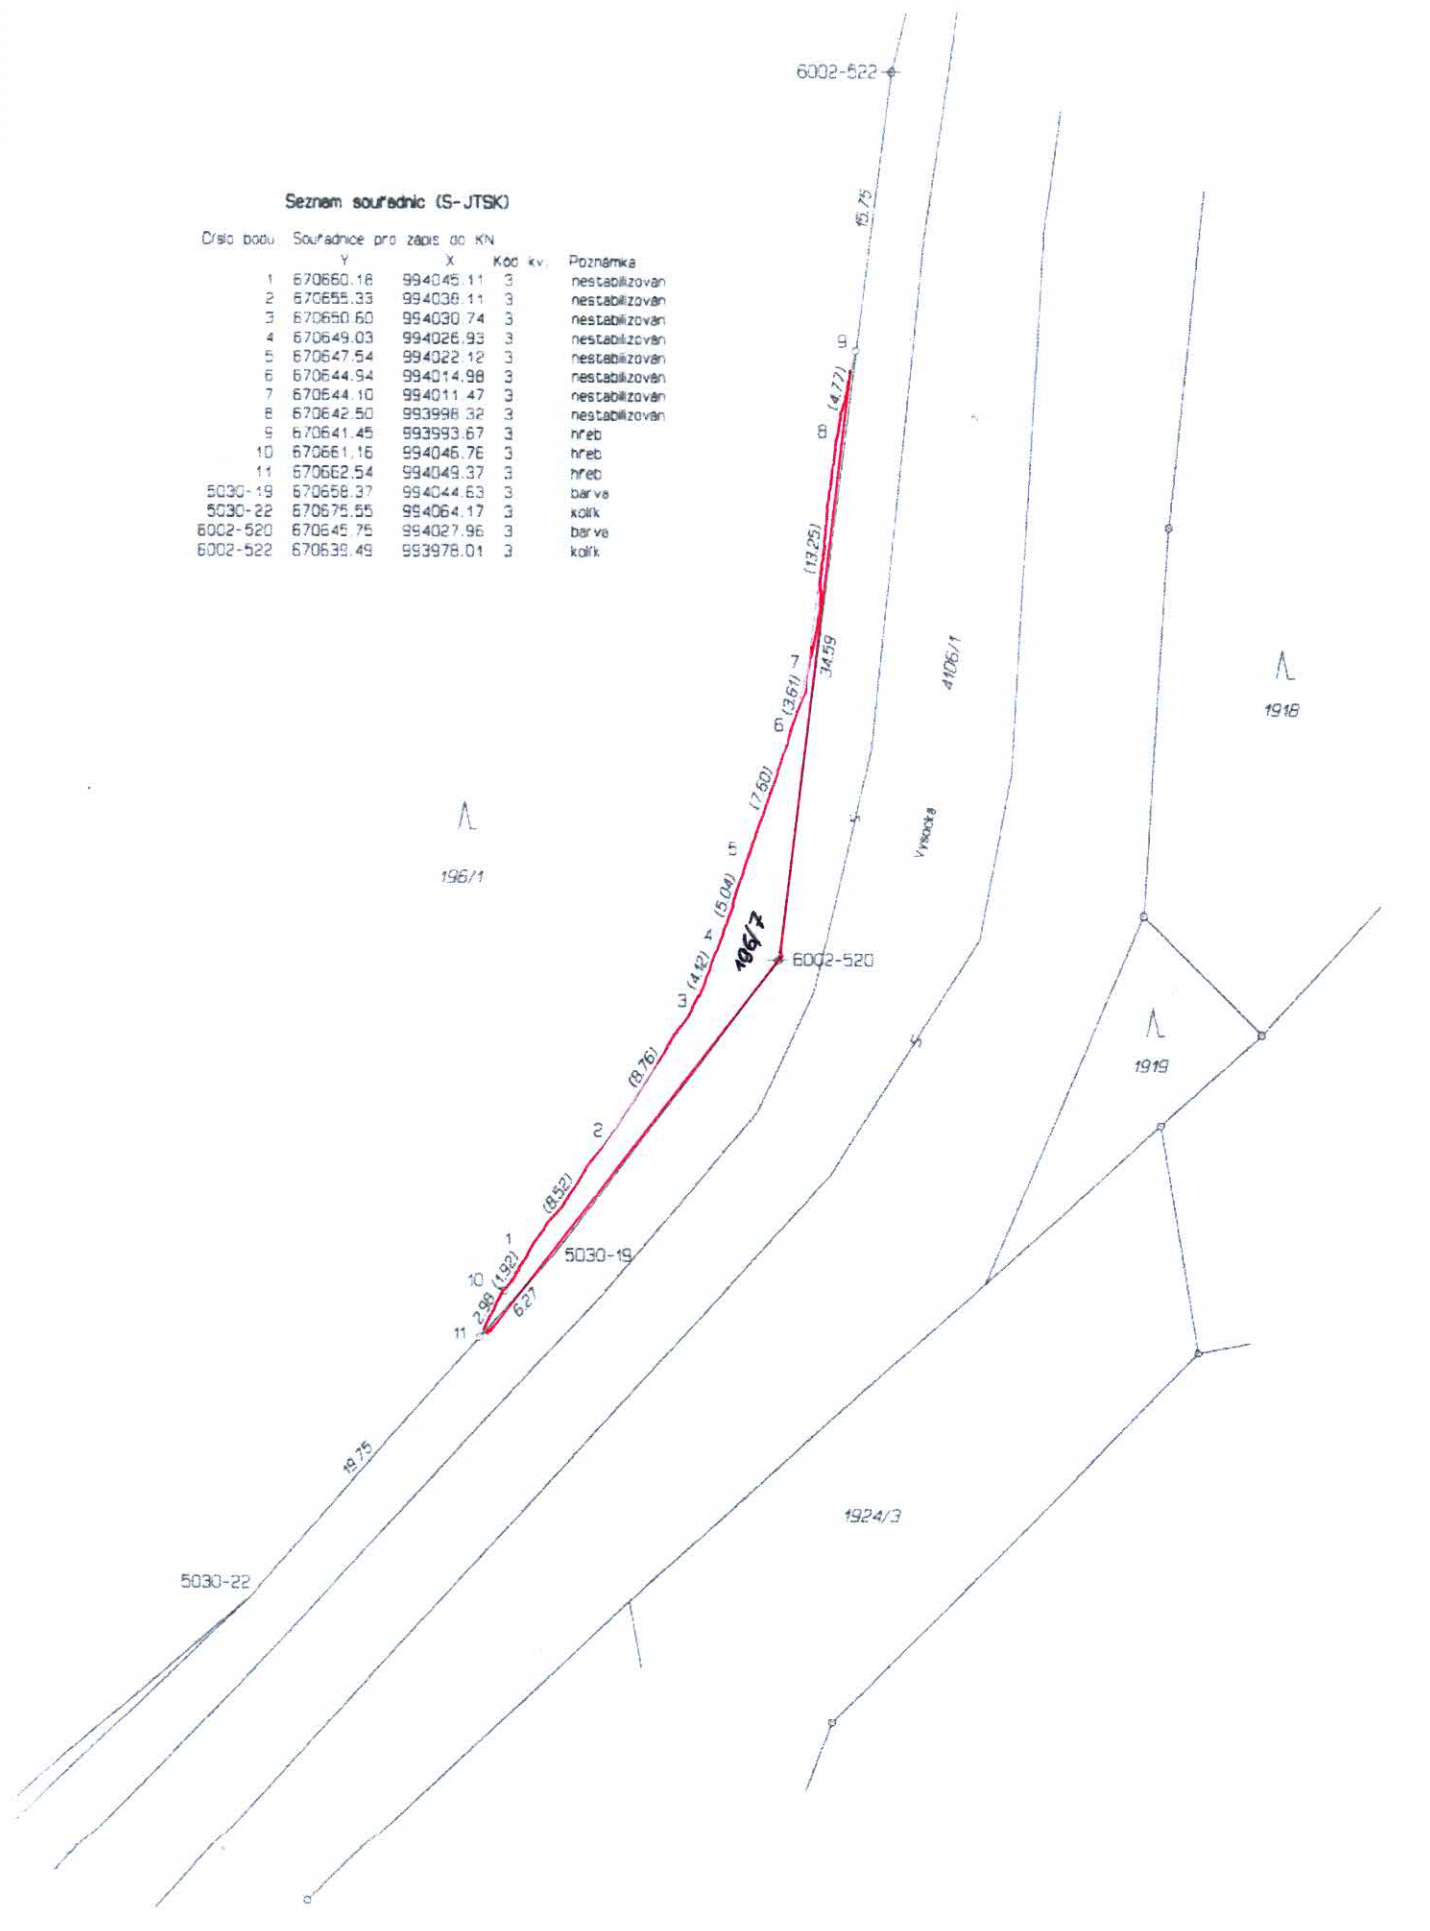 6002-522
15.75
Seznam souřadnic (S-JTSK)
Číslo bodu Souřadnice pro zápis do KN
Y X Kód kv. Poznámka
1 670660.18 994045.11 3 nestabilizován
2 670655.33 994038.11 3 nestabilizován
3 670650.60 994030.74 3 nestabilizován
4 670649.03 994026.93 3 nestabilizován
5 670647.54 994022.12 3 nestabilizován
6 670644.94 994014.98 3 nestabilizován
7 670644.10 994011.47 3 nestabilizován
8 670642.50 993998.32 3 nestabilizován
9 670641.45 993993.67 3 hřeb
10 670661.16 994046.76 3 hřeb
11 670662.54 994049.37 3 hřeb
5030-19 670658.37 994044.63 3 barva
5030-22 670675.55 994064.17 3 kolík
6002-520 670645.75 994027.96 3 barva
6002-522 670639.49 993978.01 3 kolík
9
(4.77)
8
(13.25)
34.59
7
(3.61)
6
(7.60)
5
(5.04)
4
(4.12)
3
(8.76)
2
(8.52)
1
(1.92)
10
2.98
11
6.27
4106/1
Vysocká
1918
196/1
196/7
6002-520
1919
5030-19
19.75
1924/3
5030-22